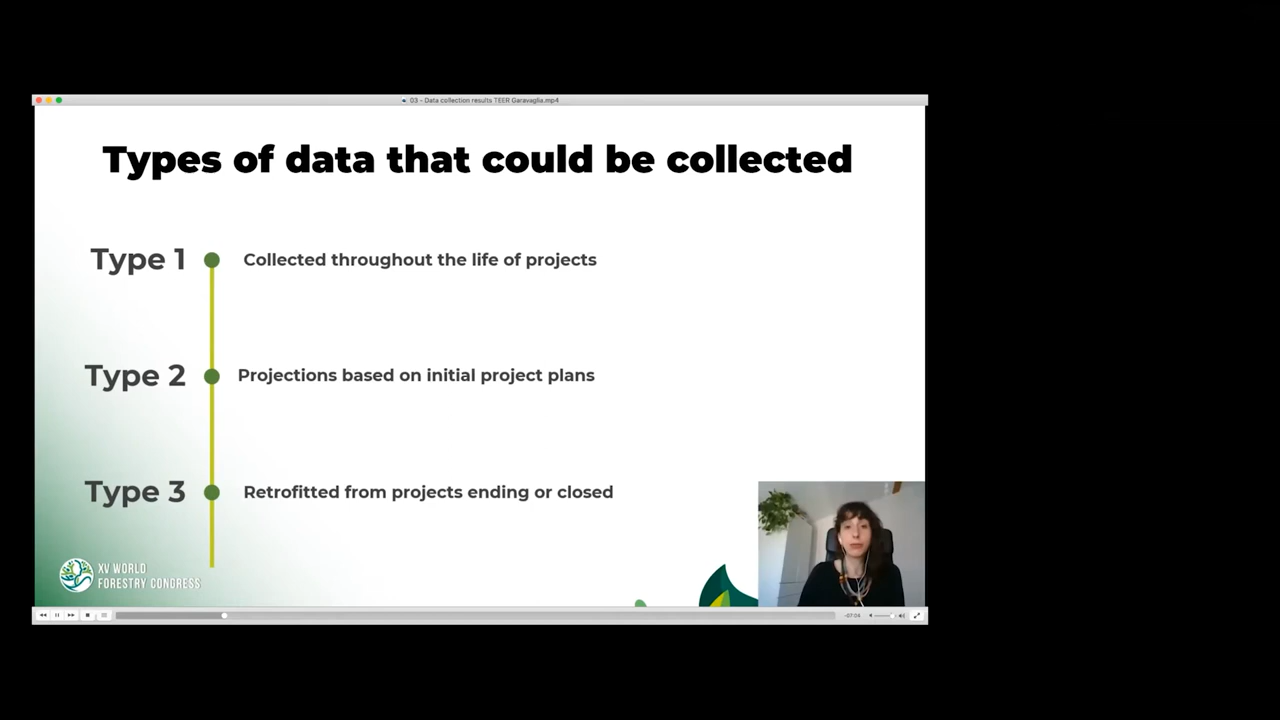 03 - Data collection results TEER Garavaglia.mp4
Types of data that could be collected
Type 1
Collected throughout the life of projects
Type 2
Projections based on initial project plans
Type 3
Retrofitted from projects ending or closed
XV WORLD
FORESTRY CONGRESS
-07:06